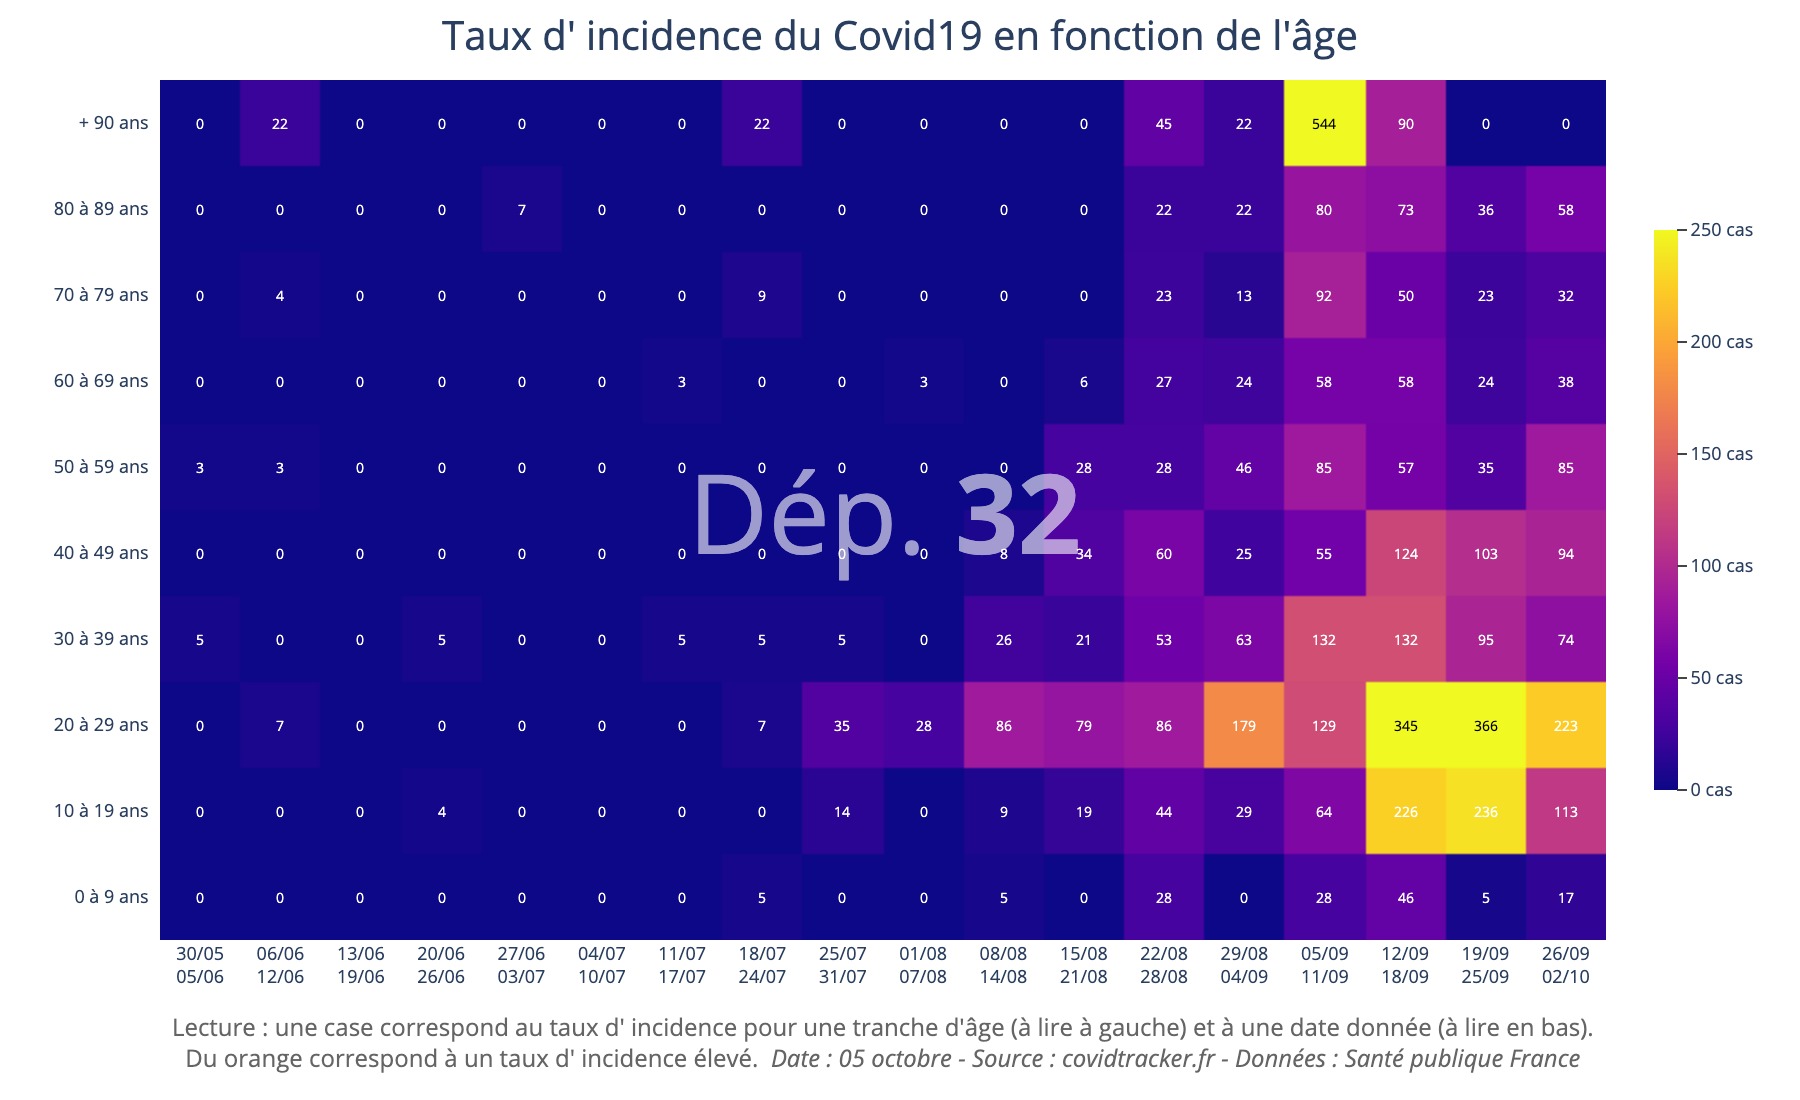 Taux d' incidence du Covid19 en fonction de l'âge
+ 90 ans 0 22 0 0 0 0 0 22 0 0 0 0 45 22 544 90 0 0
80 à 89 ans 0 0 0 0 7 0 0 0 0 0 0 0 22 22 80 73 36 58
250 cas
70 à 79 ans 0 4 0 0 0 0 0 9 0 0 0 0 23 13 92 50 23 32
200 cas
60 à 69 ans 0 0 0 0 0 0 3 0 0 3 0 6 27 24 58 58 24 38
150 cas
50 à 59 ans 3 3 0 0 0 0 0 0 0 0 0 28 28 46 85 57 35 85
Dép. 32
40 à 49 ans 0 0 0 0 0 0 0 0 0 0 8 34 60 25 55 124 103 94
100 cas
30 à 39 ans 5 0 0 5 0 0 5 5 5 0 26 21 53 63 132 132 95 74
50 cas
20 à 29 ans 0 7 0 0 0 0 0 7 35 28 86 79 86 179 129 345 366 223
0 cas
10 à 19 ans 0 0 0 4 0 0 0 0 14 0 9 19 44 29 64 226 236 113
0 à 9 ans 0 0 0 0 0 0 0 5 0 0 5 0 28 0 28 46 5 17
30/05 06/06 13/06 20/06 27/06 04/07 11/07 18/07 25/07 01/08 08/08 15/08 22/08 29/08 05/09 12/09 19/09 26/09
05/06 12/06 19/06 26/06 03/07 10/07 17/07 24/07 31/07 07/08 14/08 21/08 28/08 04/09 11/09 18/09 25/09 02/10
Lecture : une case correspond au taux d' incidence pour une tranche d'âge (à lire à gauche) et à une date donnée (à lire en bas).
Du orange correspond à un taux d' incidence élevé. Date : 05 octobre - Source : covidtracker.fr - Données : Santé publique France